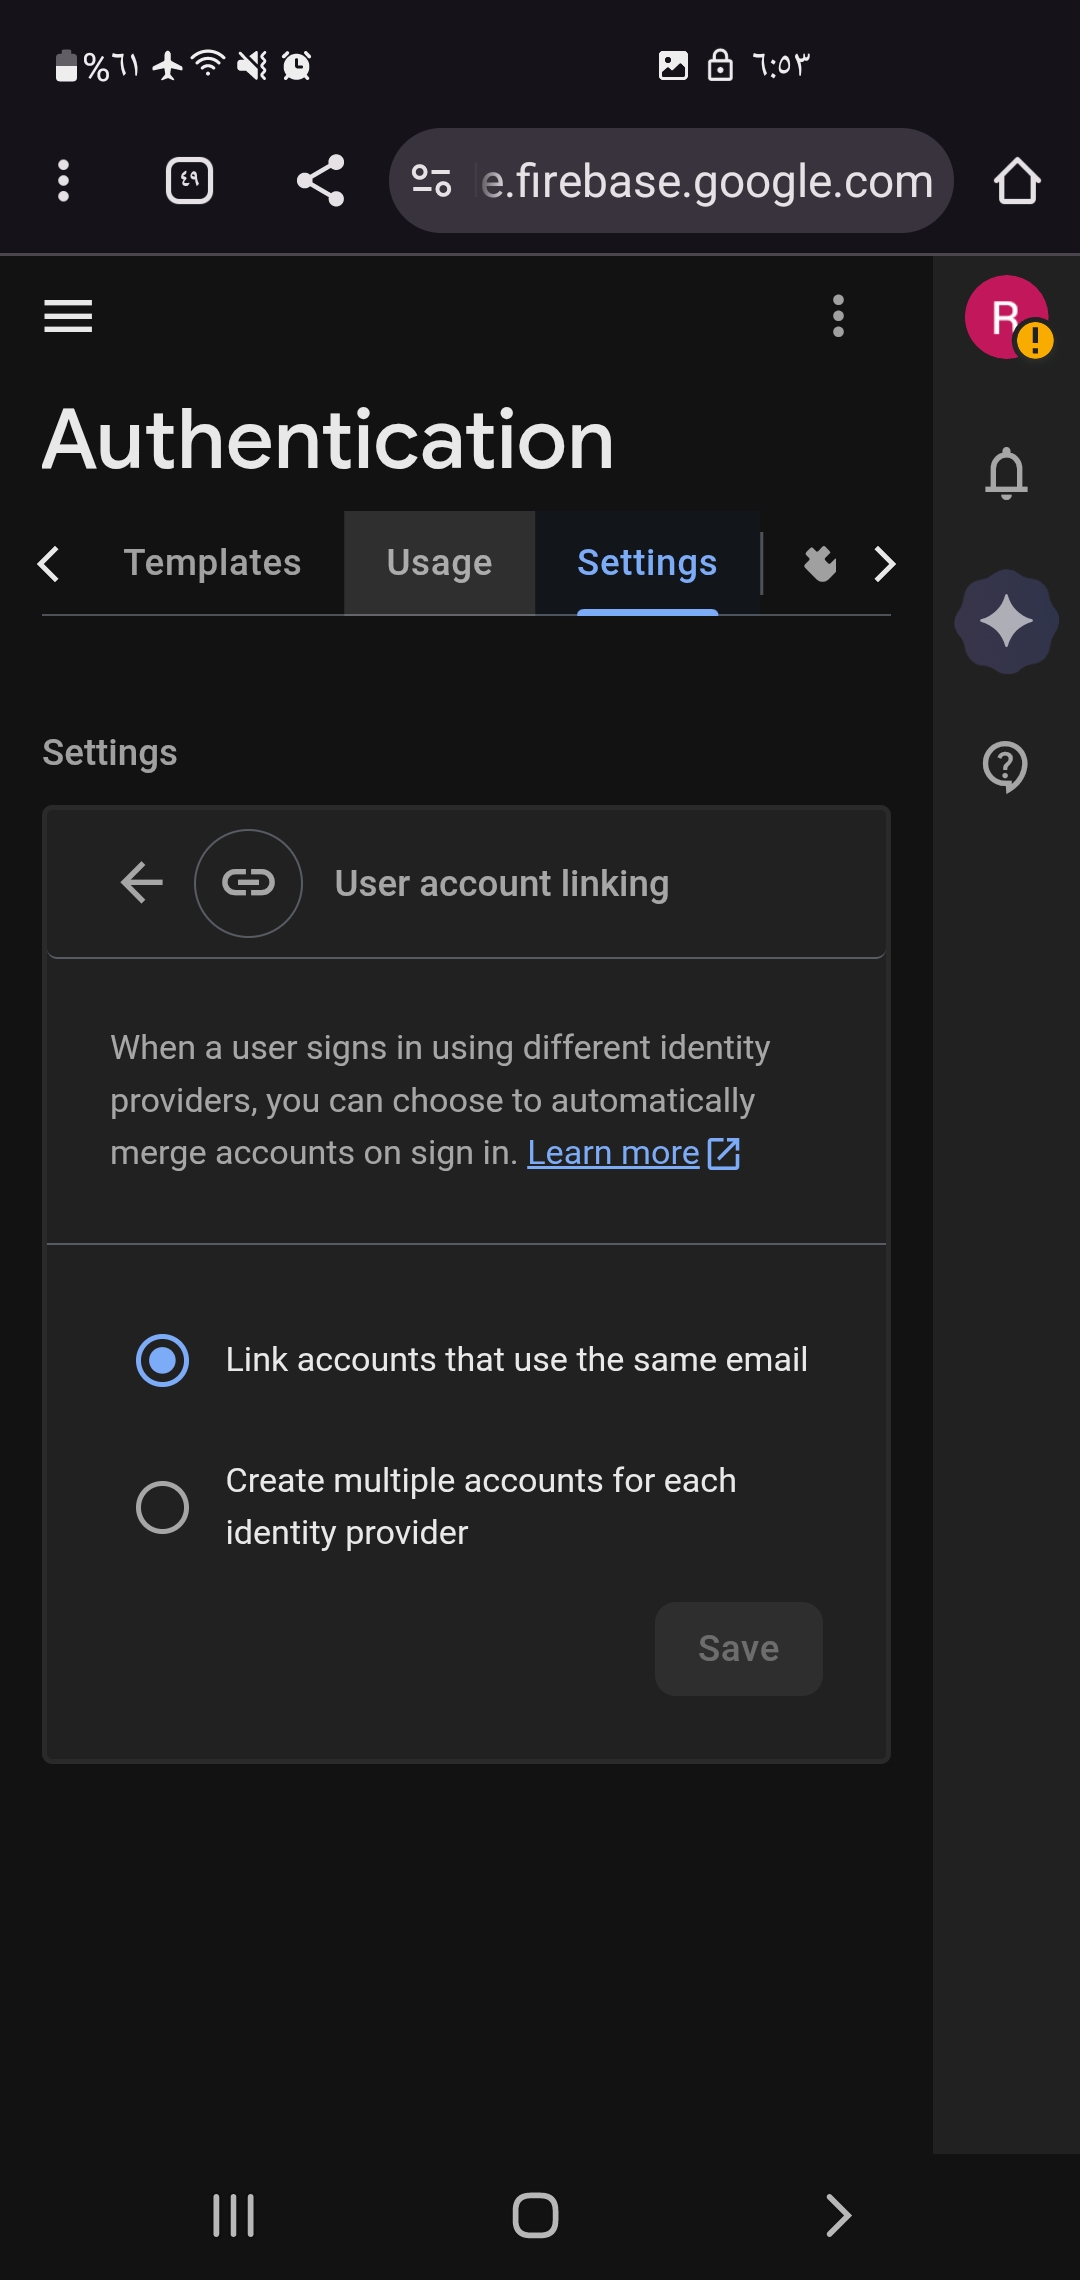 %٦١
٦:٥٣
٤٩
e.firebase.google.com
R
Authentication
Templates
Usage
Settings
Settings
User account linking
When a user signs in using different identity
providers, you can choose to automatically
merge accounts on sign in. Learn more
Link accounts that use the same email
Create multiple accounts for each
identity provider
Save